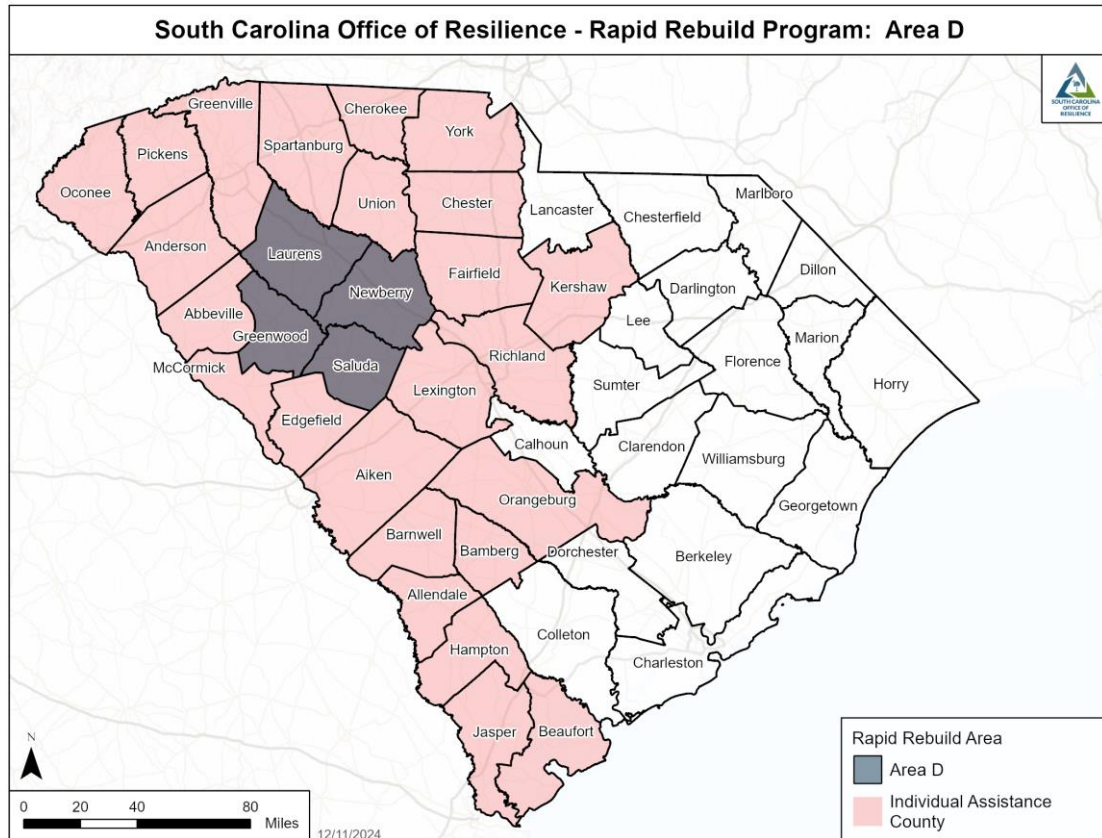 South Carolina Office of Resilience - Rapid Rebuild Program: Area D
SOUTH CAROLINA
OFFICE OF
RESILIENCE
Greenville
Cherokee
York
Spartanburg
Pickens
Oconee
Union
Chester
Lancaster
Chesterfield
Marlboro
Anderson
Laurens
Dillon
Fairfield
Kershaw
Newberry
Darlington
Abbeville
Lee
Greenwood
Marion
Richland
Florence
McCormick
Saluda
Horry
Lexington
Sumter
Edgefield
Calhoun
Clarendon
Williamsburg
Aiken
Orangeburg
Georgetown
Barnwell
Bamberg
Dorchester
Berkeley
Allendale
Colleton
Hampton
Charleston
Jasper
Beaufort
N
0 20 40 80
Miles
12/11/2024
Rapid Rebuild Area
Area D
Individual Assistance
County